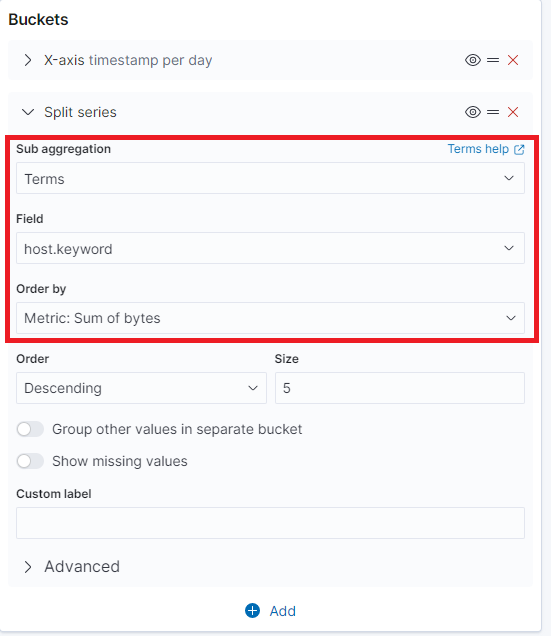 Buckets
X-axis timestamp per day
Split series
Sub aggregation Terms help
Terms
Field
host.keyword
Order by
Metric: Sum of bytes
Order Size
Descending 5
Group other values in separate bucket
Show missing values
Custom label
Advanced
Add